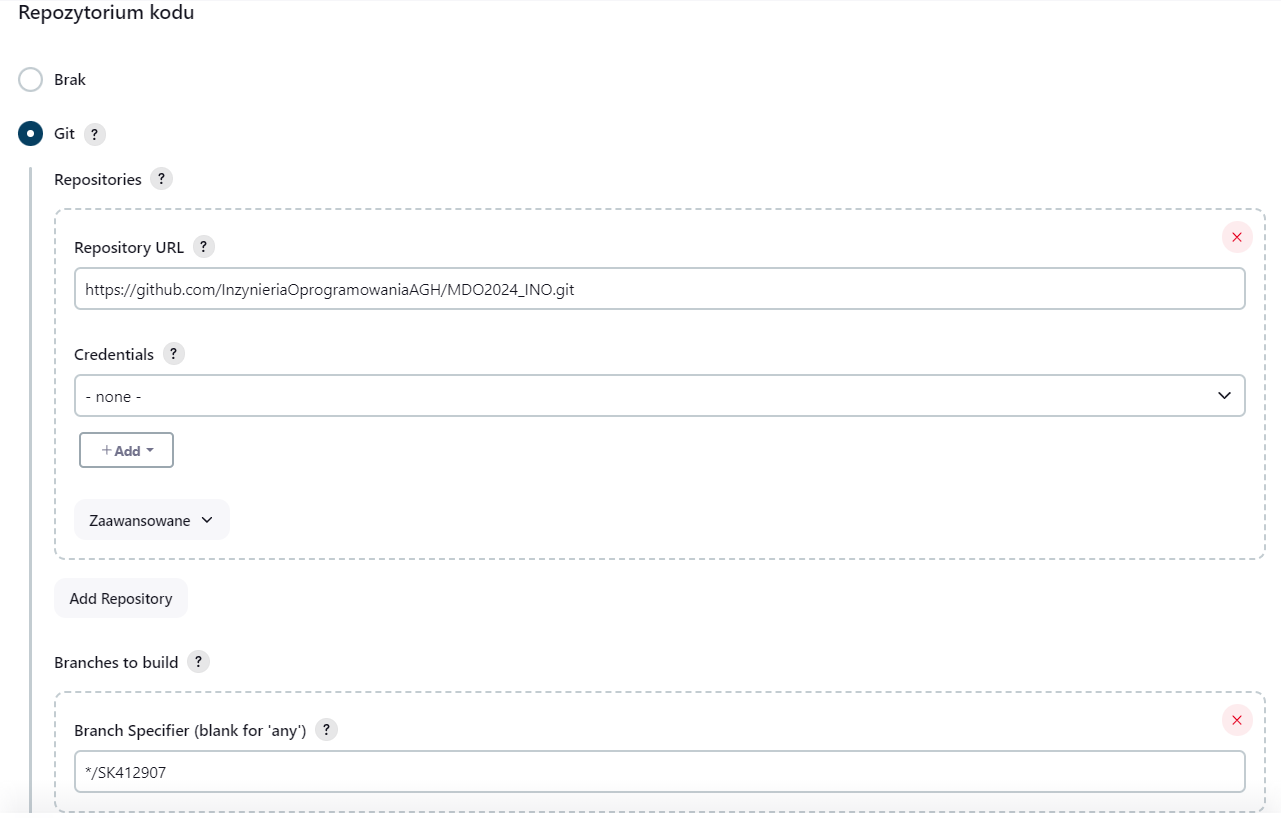 Repozytorium kodu
Brak
Git ?
Repositories ?
Repository URL ?
https://github.com/InzynieriaOprogramowaniaAGH/MDO2024_INO.git
Credentials ?
- none -
+ Add
Zaawansowane
Add Repository
Branches to build ?
Branch Specifier (blank for 'any') ?
*/SK412907